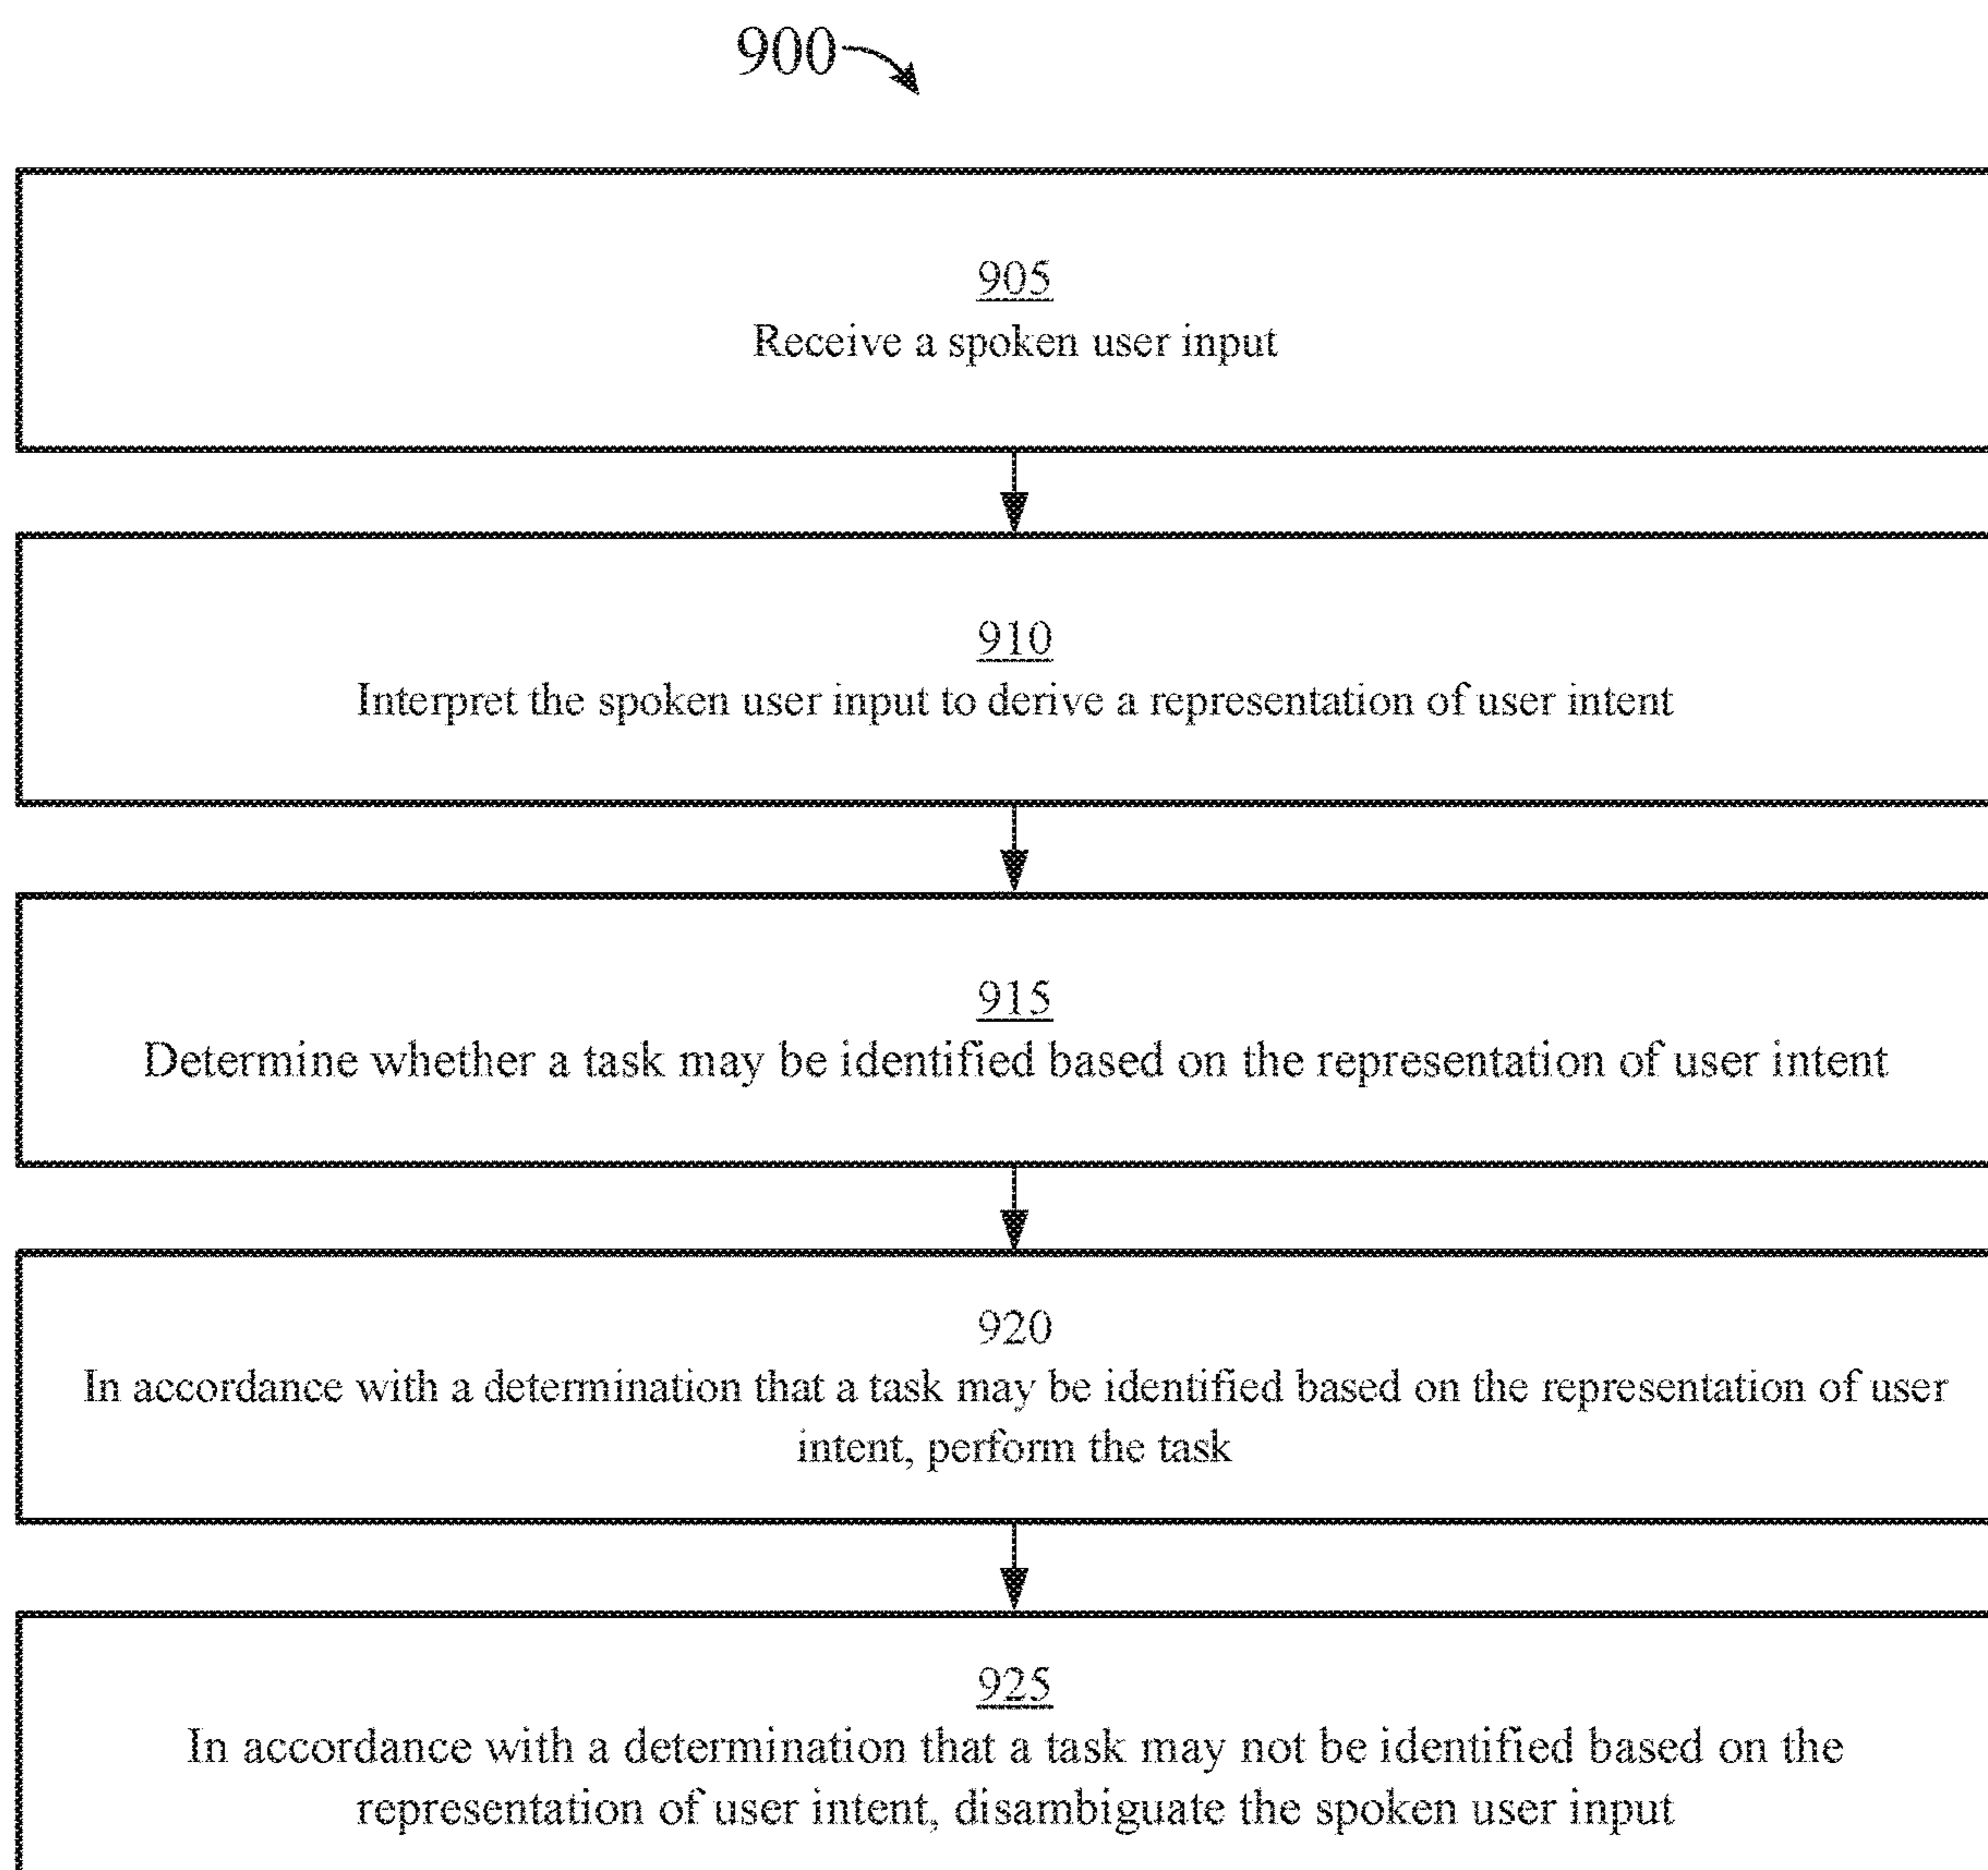 900
905
Receive a spoken user input
910
Interpret the spoken user input to derive a representation of user intent
915
Determine whether a task may be identified based on the representation of user intent
920
In accordance with a determination that a task may be identified based on the representation of user
intent, perform the task
925
In accordance with a determination that a task may not be identified based on the
representation of user intent, disambiguate the spoken user input